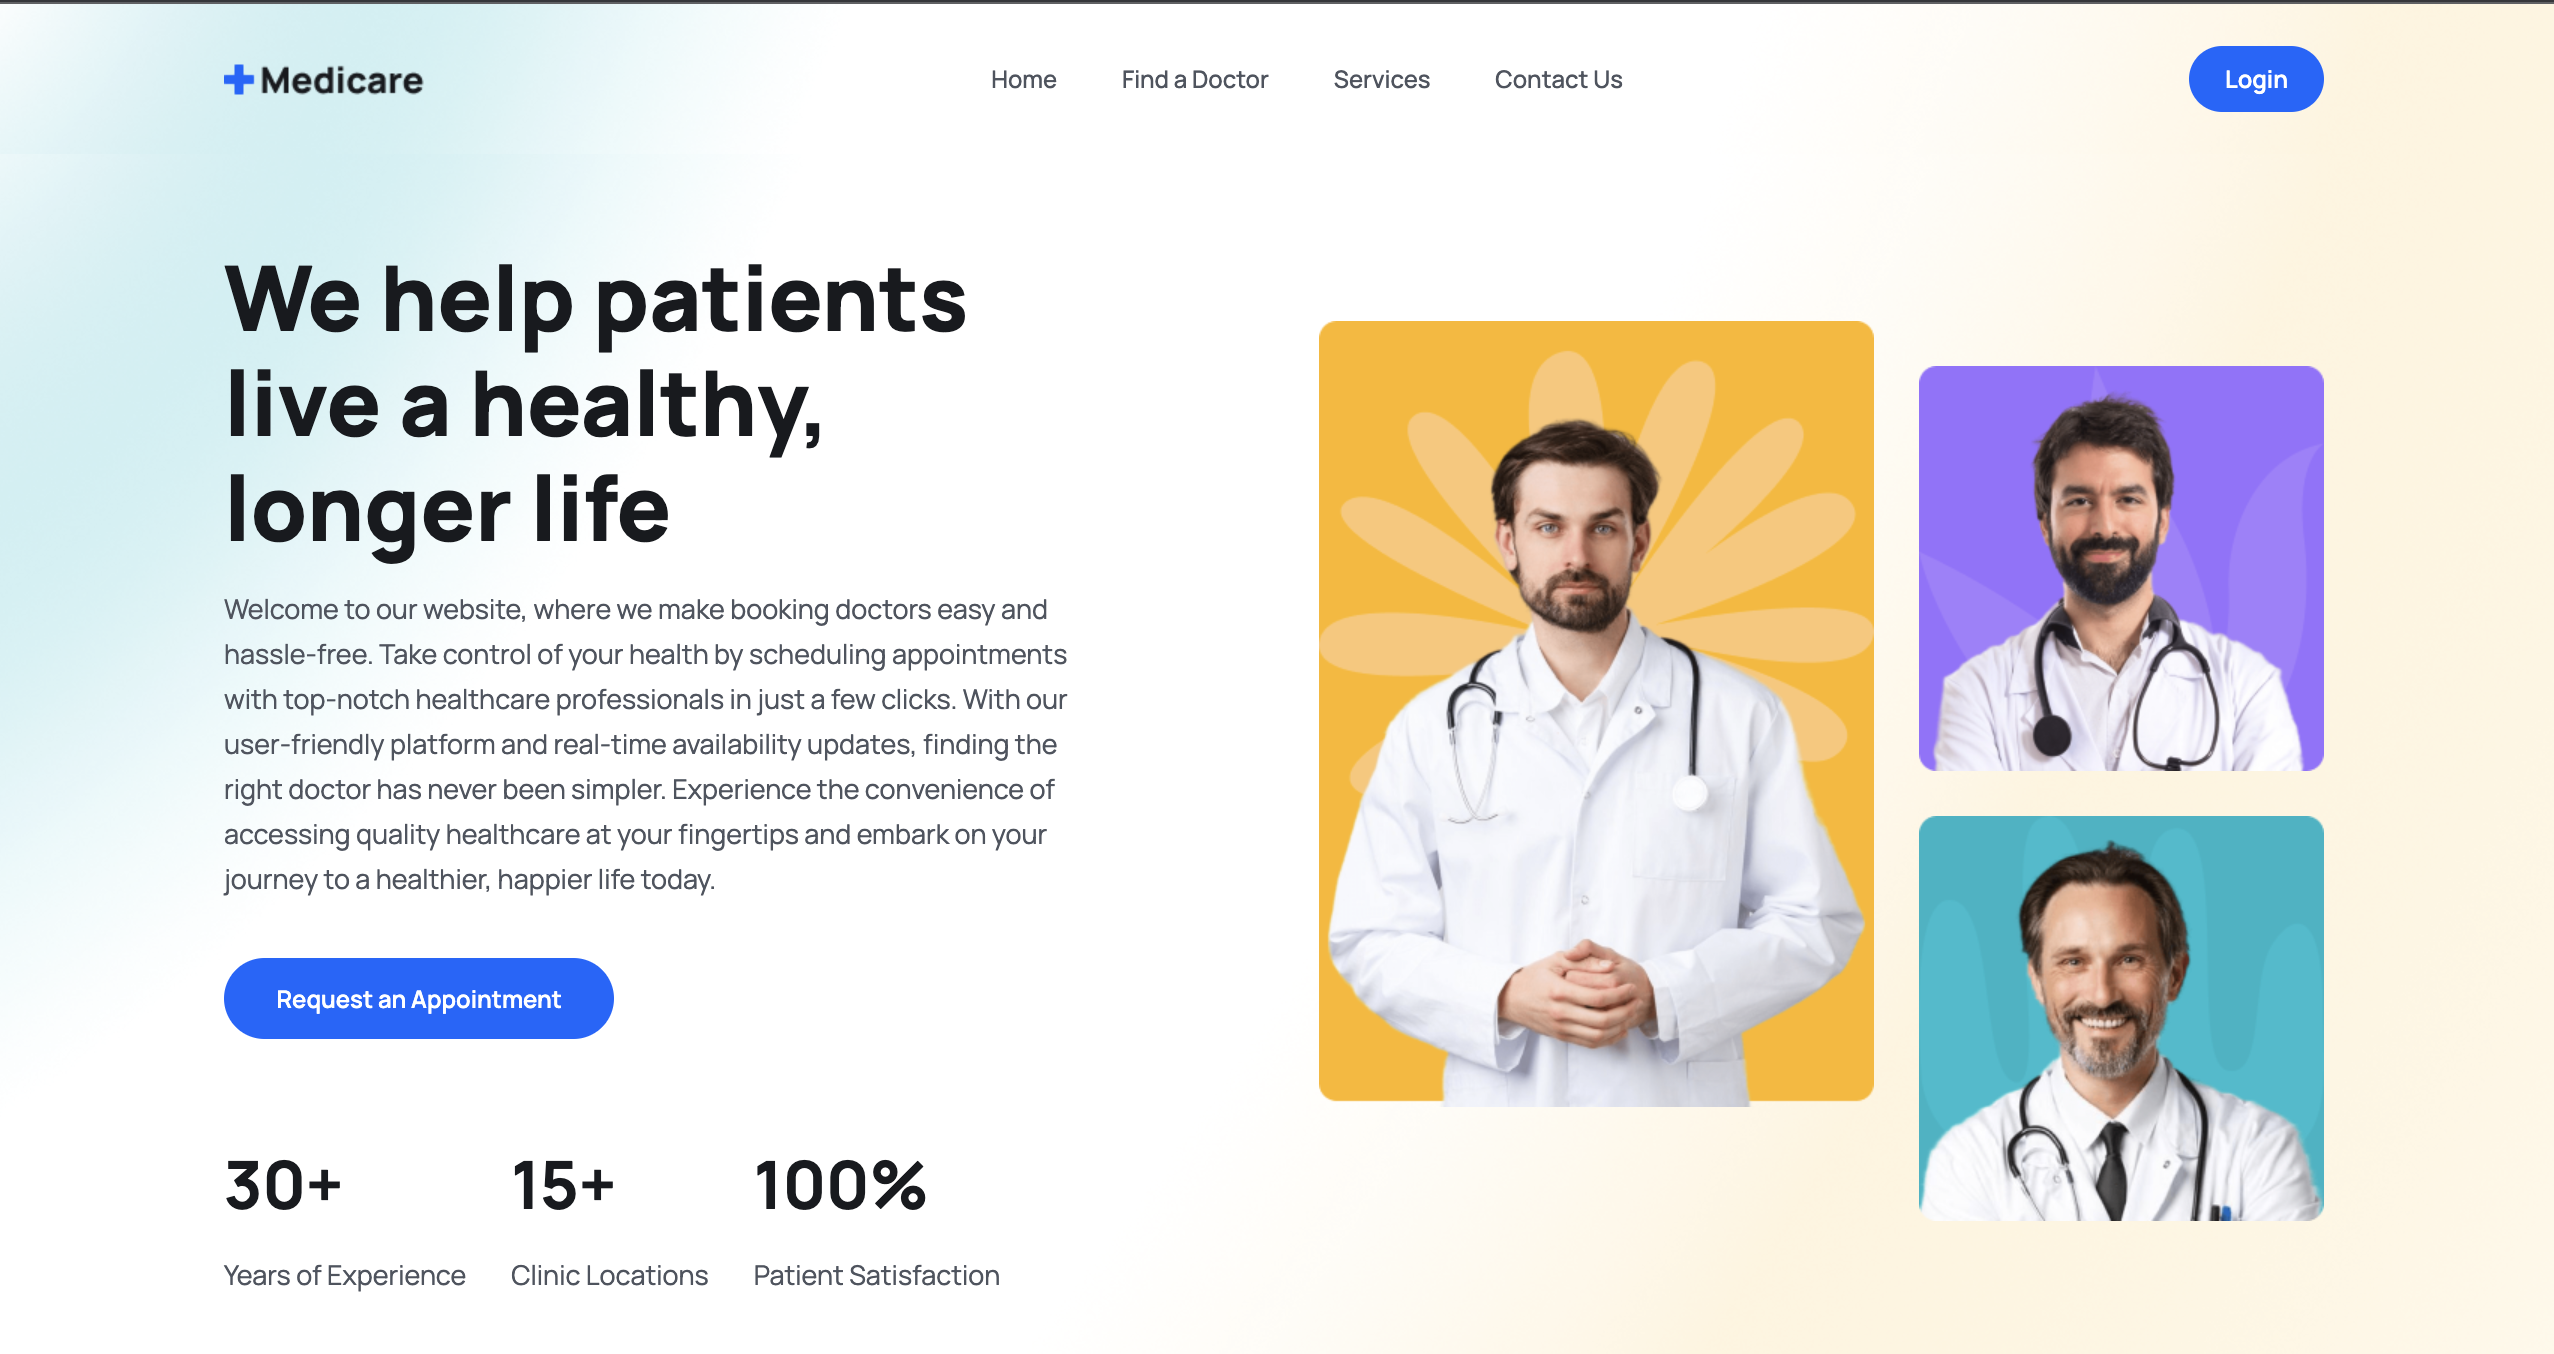 Medicare
Home
Find a Doctor
Services
Contact Us
Login
We help patients
live a healthy,
longer life
Welcome to our website, where we make booking doctors easy and
hassle-free. Take control of your health by scheduling appointments
with top-notch healthcare professionals in just a few clicks. With our
user-friendly platform and real-time availability updates, finding the
right doctor has never been simpler. Experience the convenience of
accessing quality healthcare at your fingertips and embark on your
journey to a healthier, happier life today.
Request an Appointment
30+
Years of Experience
15+
Clinic Locations
100%
Patient Satisfaction